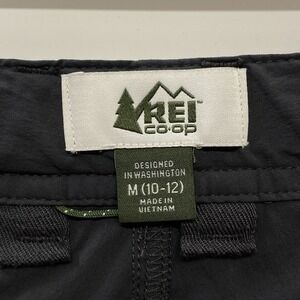 REI
CO·OP
DESIGNED
IN WASHINGTON
M (10-12)
MADE IN
VIETNAM